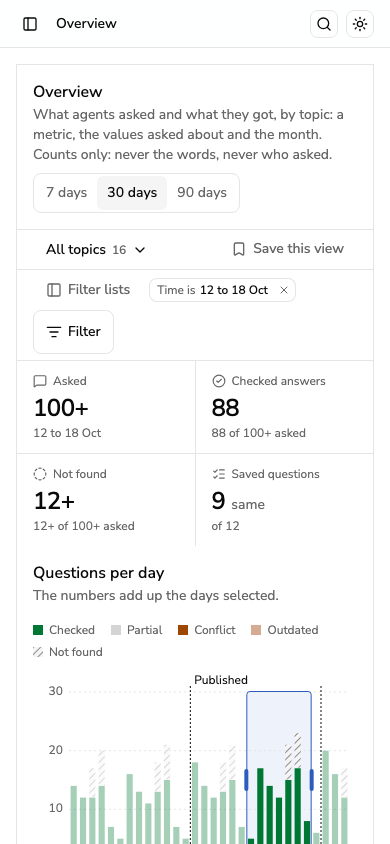 Overview
Overview
What agents asked and what they got, by topic: a
metric, the values asked about and the month.
Counts only: never the words, never who asked.
7 days 30 days 90 days
All topics 16 Save this view
Filter lists Time is 12 to 18 Oct
Filter
Asked Checked answers
100+ 88
12 to 18 Oct 88 of 100+ asked
Not found Saved questions
12+ 9 same
12+ of 100+ asked of 12
Questions per day
The numbers add up the days selected.
Checked Partial Conflict Outdated
Not found
Published
30
20
10